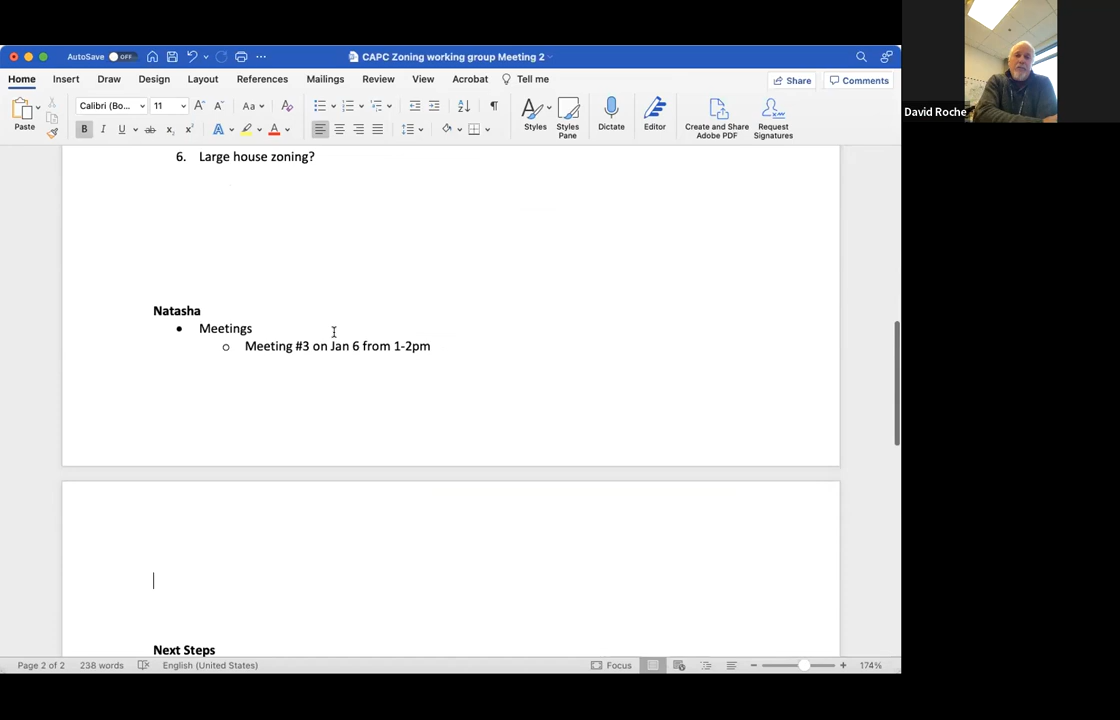 AutoSave OFF
CAPC Zoning working group Meeting 2
Home Insert Draw Design Layout References Mailings Review View Acrobat Tell me
Share Comments
Paste
Calibri (Bo... 11
Styles
Styles Pane
Dictate
Editor
Create and Share Adobe PDF
Request Signatures
David Roche
6. Large house zoning?
Natasha
• Meetings
o Meeting #3 on Jan 6 from 1-2pm
Next Steps
Page 2 of 2 238 words English (United States) Focus 174%